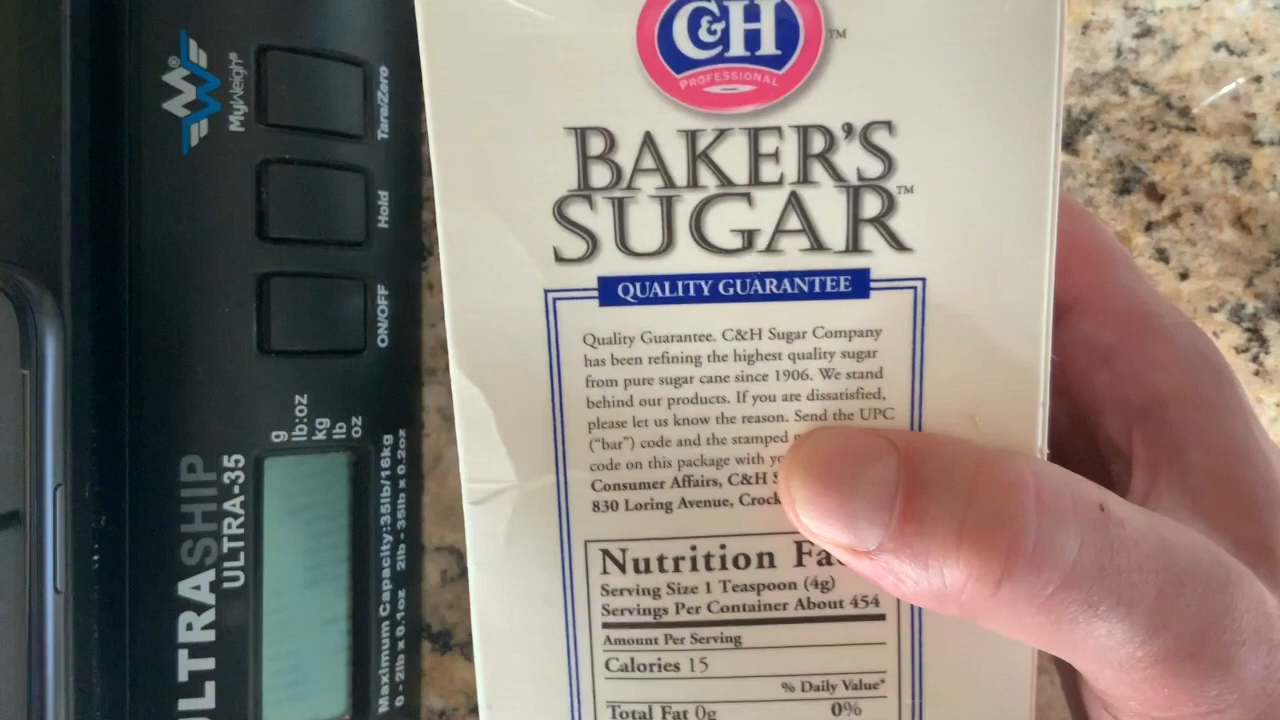 C&H
PROFESSIONAL
™
BAKER'S
SUGAR™
QUALITY GUARANTEE
Quality Guarantee. C&H Sugar Company
has been refining the highest quality sugar
from pure sugar cane since 1906. We stand
behind our products. If you are dissatisfied,
please let us know the reason. Send the UPC
("bar") code and the stamped
code on this package with
Consumer Affairs, C&H
830 Loring Avenue,
Nutrition
Serving Size 1 Teaspoon (4g)
Servings Per Container About 454
Amount Per Serving
Calories 15
% Daily Value*
Total Fat 0g 0%
MyWeigh®
Tare/Zero
Hold
ON/OFF
g
lb:oz
kg
lb
oz
ULTRASHIP
ULTRA-35
Maximum Capacity:35lb/16kg
0 - 2lb x 0.1oz 2lb - 35lb x 0.2oz